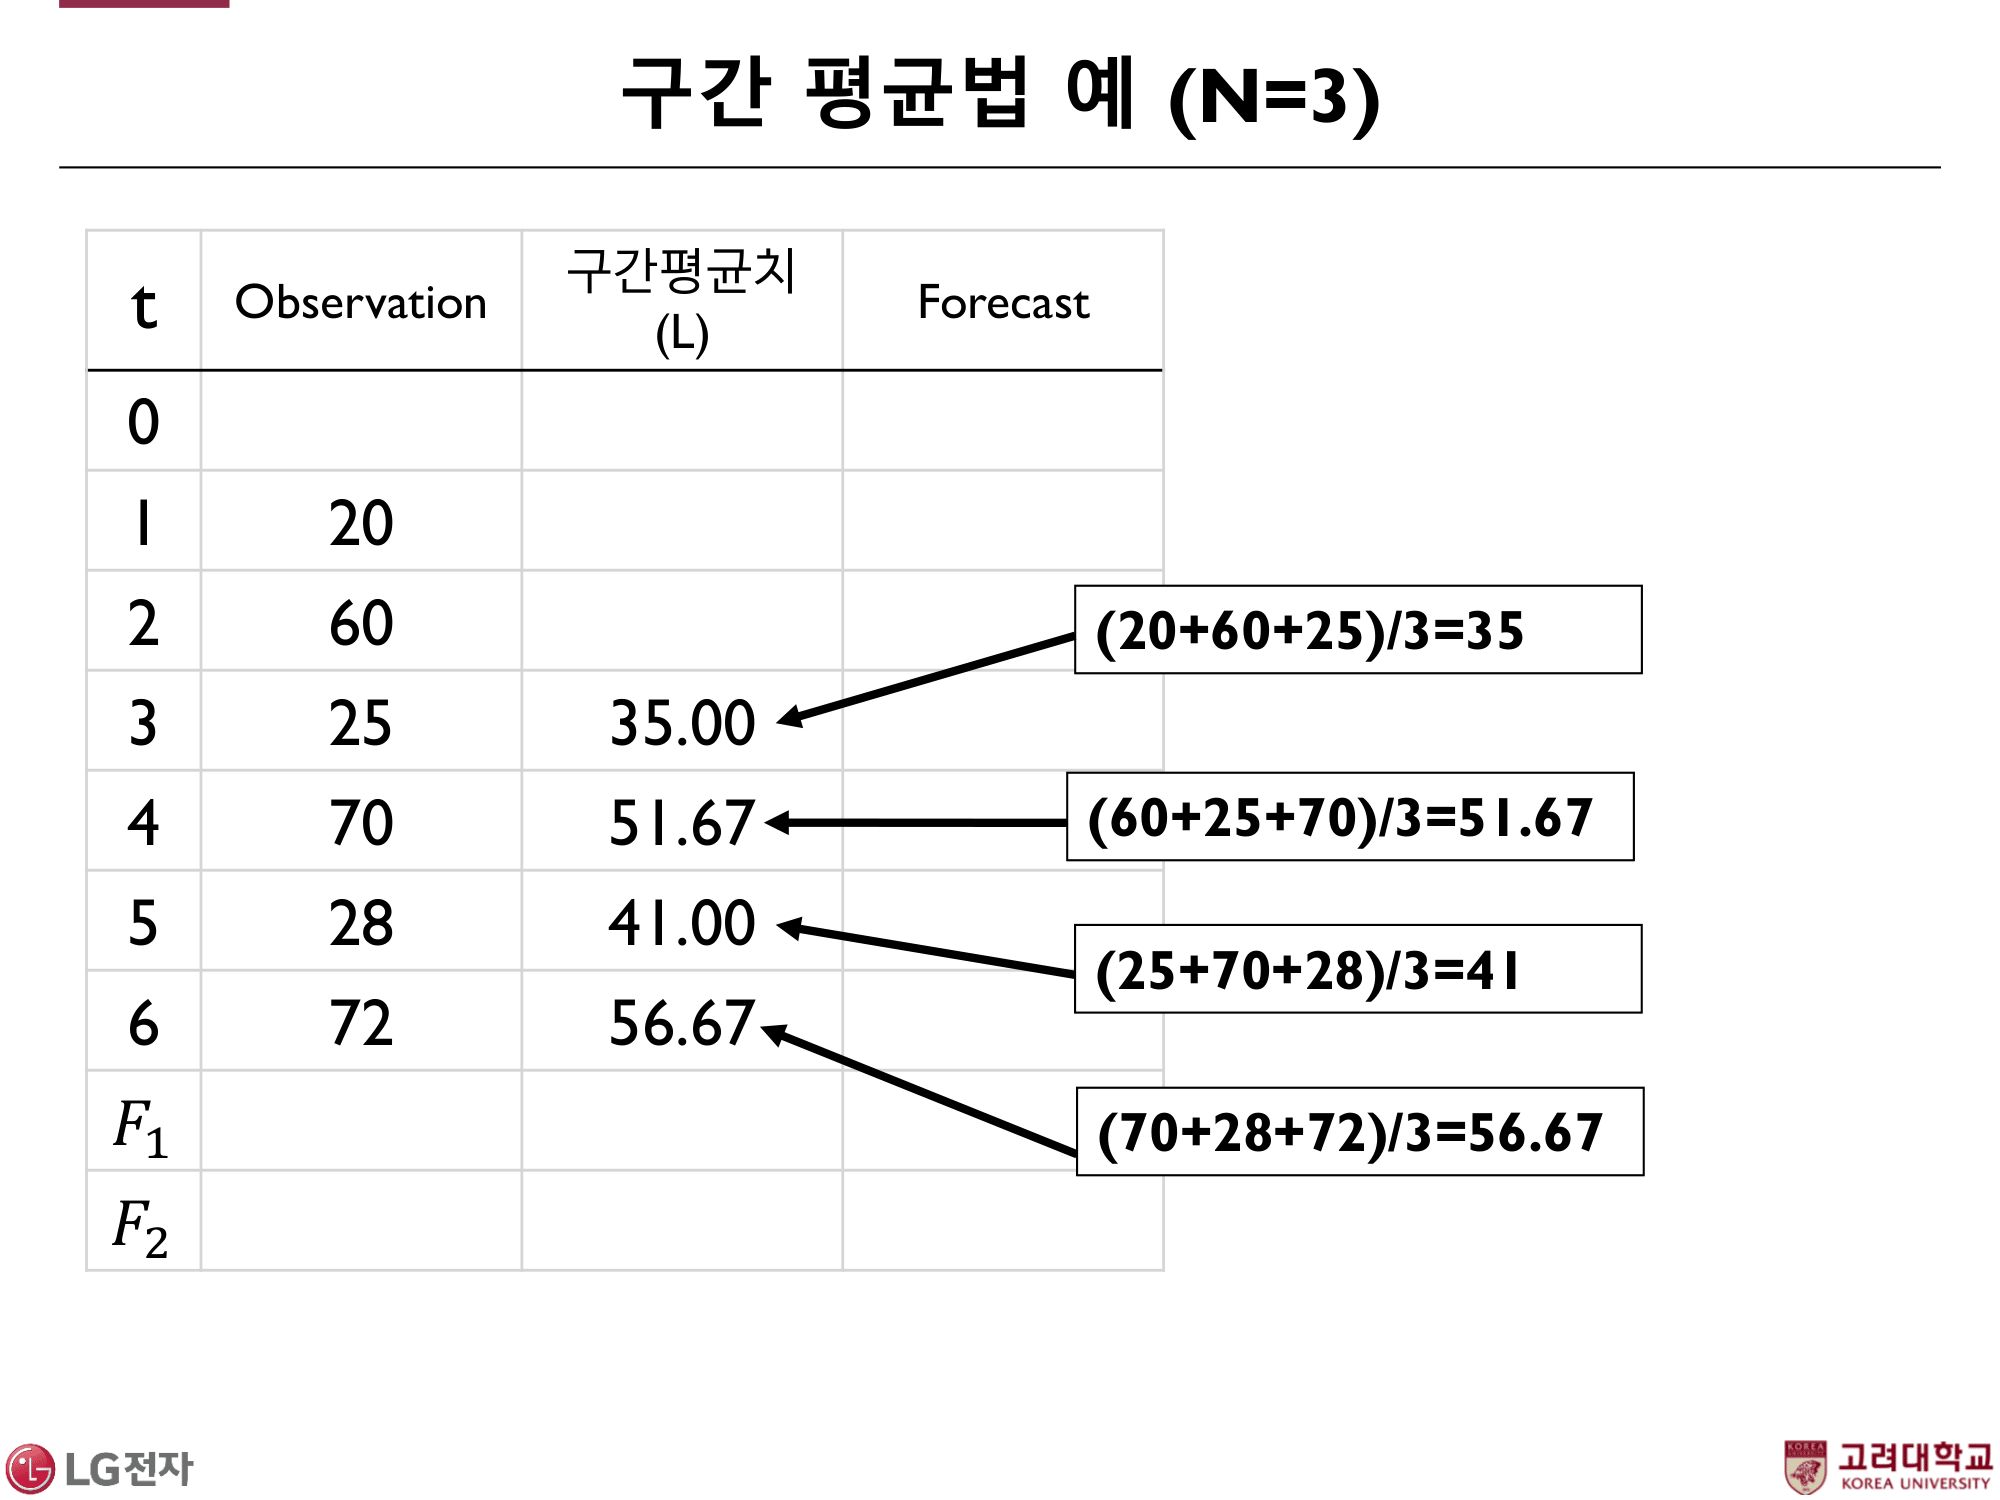 구간 평균법 예 (N=3)
t Observation 구간평균치 (L) Forecast
0
1 20
2 60
3 25 35.00
4 70 51.67
5 28 41.00
6 72 56.67
F1
F2
(20+60+25)/3=35
(60+25+70)/3=51.67
(25+70+28)/3=41
(70+28+72)/3=56.67
LG전자
KOREA
고려대학교
KOREA UNIVERSITY